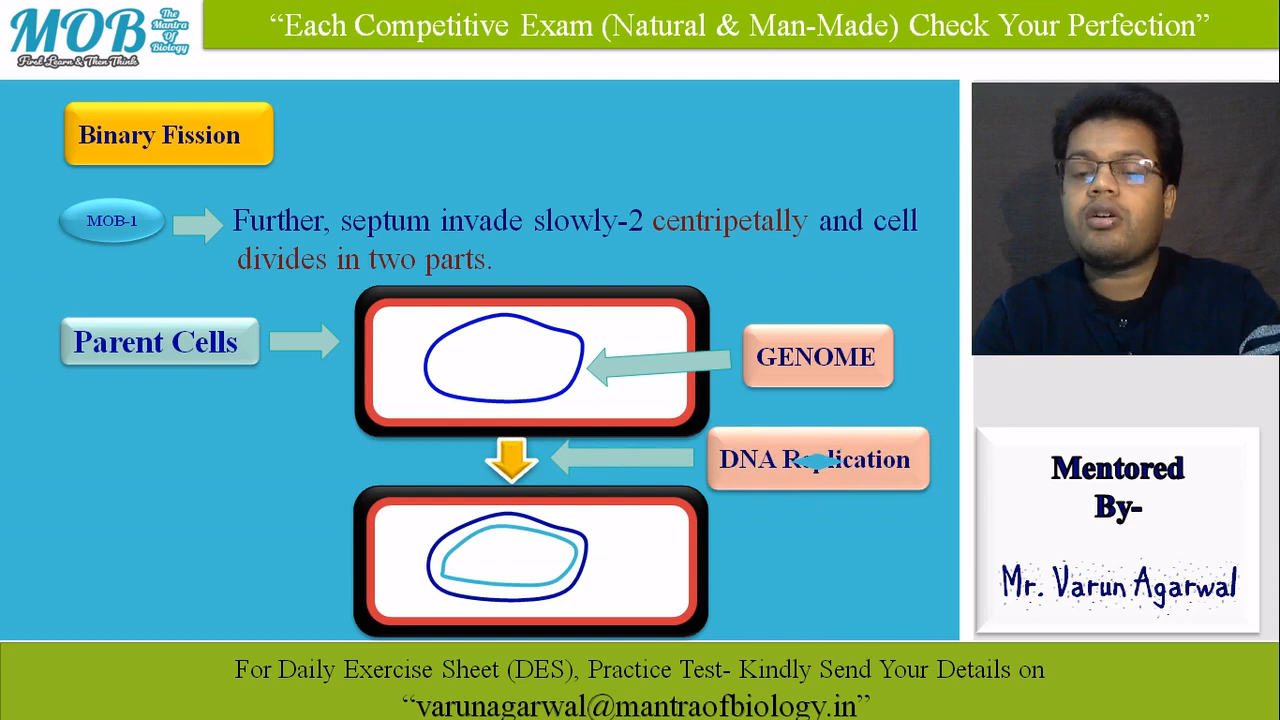 “Each Competitive Exam (Natural & Man-Made) Check Your Perfection”
MOB
The
Mantra
Of
Biology
First Learn & Then Think
Binary Fission
MOB-1
Further, septum invade slowly-2 centripetally and cell
divides in two parts.
Parent Cells
GENOME
DNA Replication
Mentored
By-
Mr. Varun Agarwal
For Daily Exercise Sheet (DES), Practice Test- Kindly Send Your Details on
“varunagarwal@mantraofbiology.in”